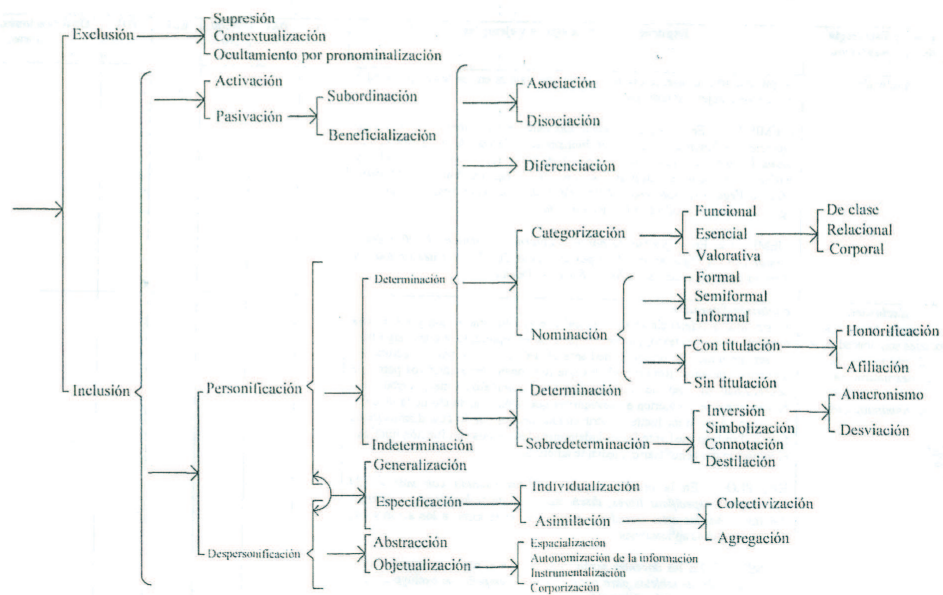 Exclusión
Supresión
Contextualización
Ocultamiento por pronominalización
Inclusión
Activación
Pasivación
Subordinación
Beneficialización
Personificación
Determinación
Asociación
Disociación
Diferenciación
Categorización
Funcional
Esencial
Valorativa
De clase
Relacional
Corporal
Nominación
Formal
Semiformal
Informal
Con titulación
Sin titulación
Honorificación
Afiliación
Determinación
Sobredeterminación
Inversión
Simbolización
Connotación
Destilación
Anacronismo
Desviación
Indeterminación
Generalización
Especificación
Individualización
Asimilación
Colectivización
Agregación
Despersonificación
Abstracción
Objetualización
Espacialización
Autonomización de la información
Instrumentalización
Corporización